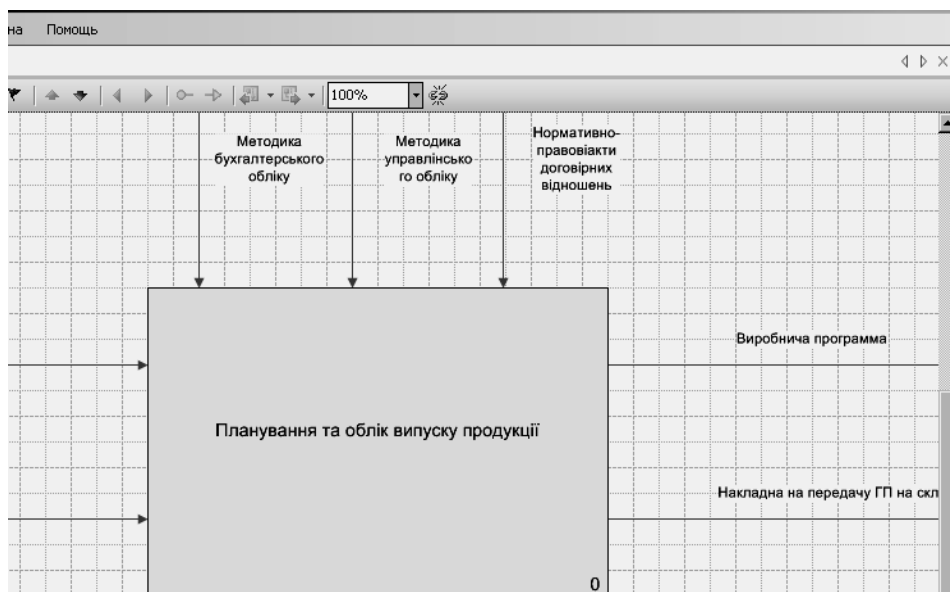 на Помощь
100%
Методика
бухгалтерського
обліку
Методика
управлінсько
го обліку
Нормативно-
правовіакти
договірних
відношень
Виробнича программа
Планування та облік випуску продукції
Накладна на передачу ГП на скл
0